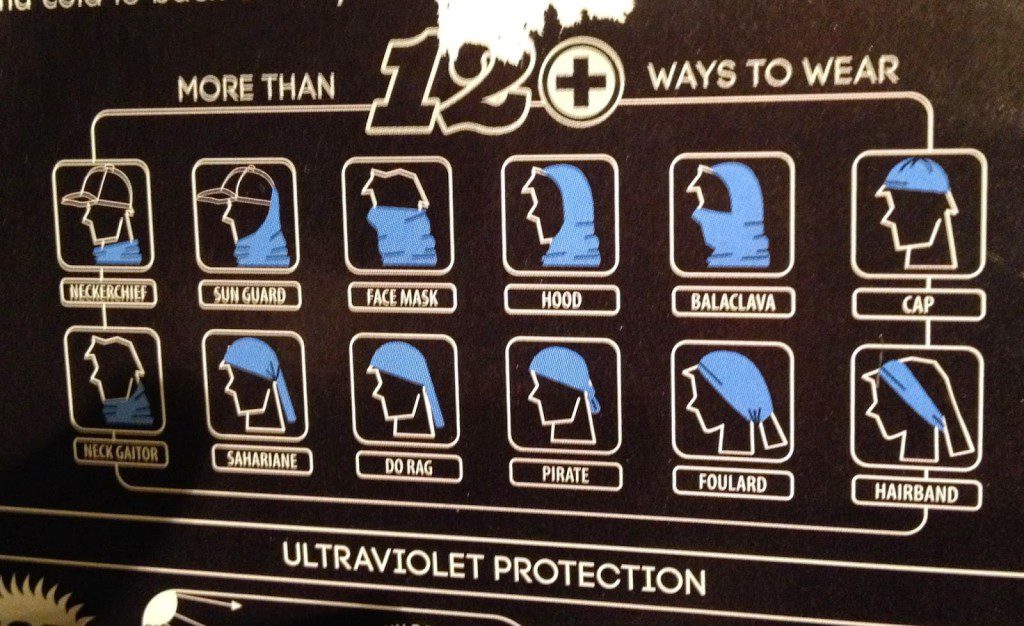 MORE THAN 12+ WAYS TO WEAR
NECKERCHIEF SUN GUARD FACE MASK HOOD BALACLAVA CAP
NECK GAITOR SAHARIANE DO RAG PIRATE FOULARD HAIRBAND
ULTRAVIOLET PROTECTION